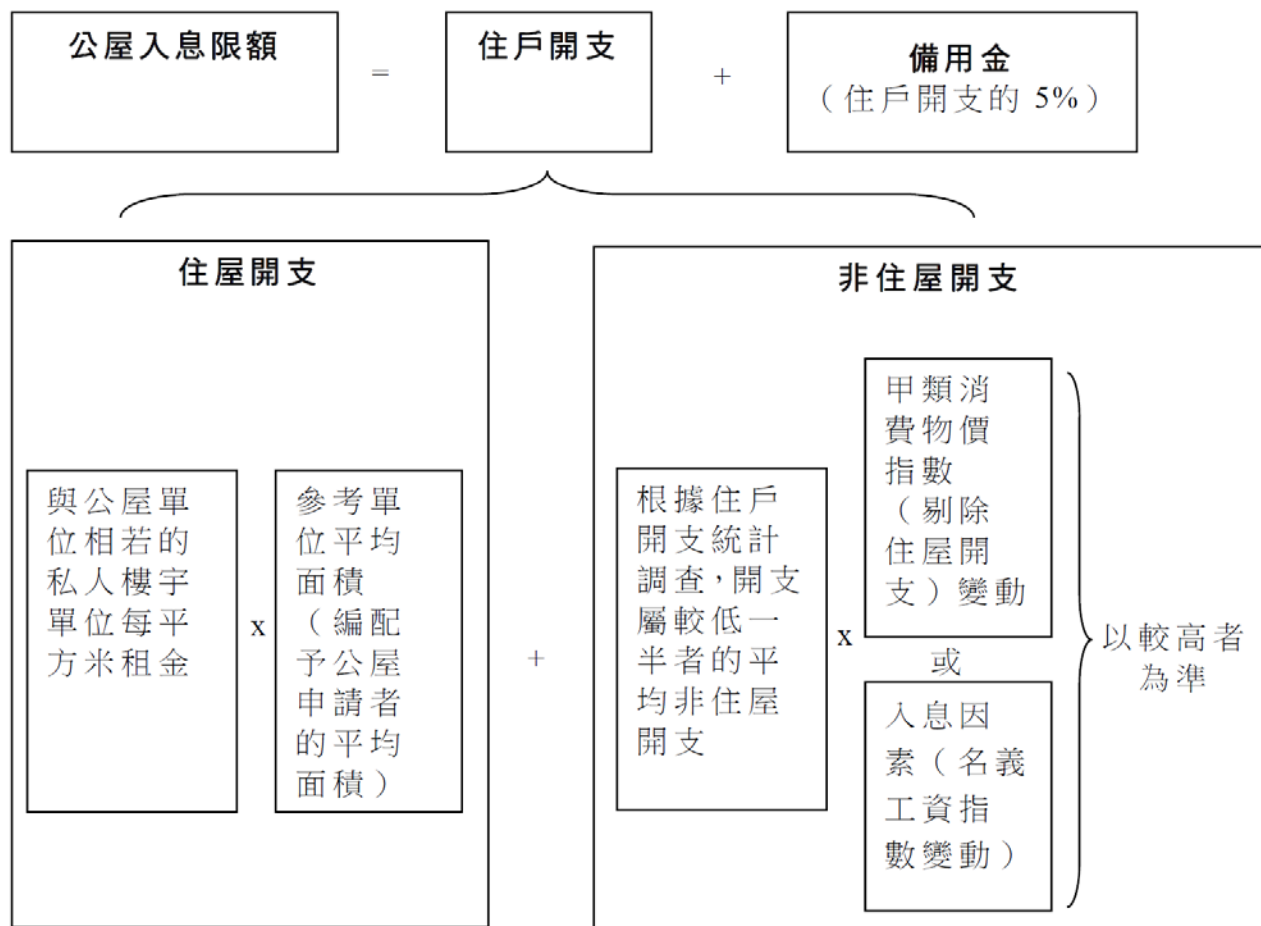 公屋入息限額
=
住戶開支
+
備用金
（住戶開支的 5%）
住屋開支
與公屋單
位相若的
私人樓宇
單位每平
方米租金
x
參考單
位平均
面積
（編配
予公屋
申請者
的平均
面積）
+
非住屋開支
根據住戶
開支統計
調查，開支
屬較低一
半者的平
均非住屋
開支
x
甲類消
費物價
指數
（剔除
住屋開
支）變動
或
入息因
素（名義
工資指
數變動）
以較高者
為準